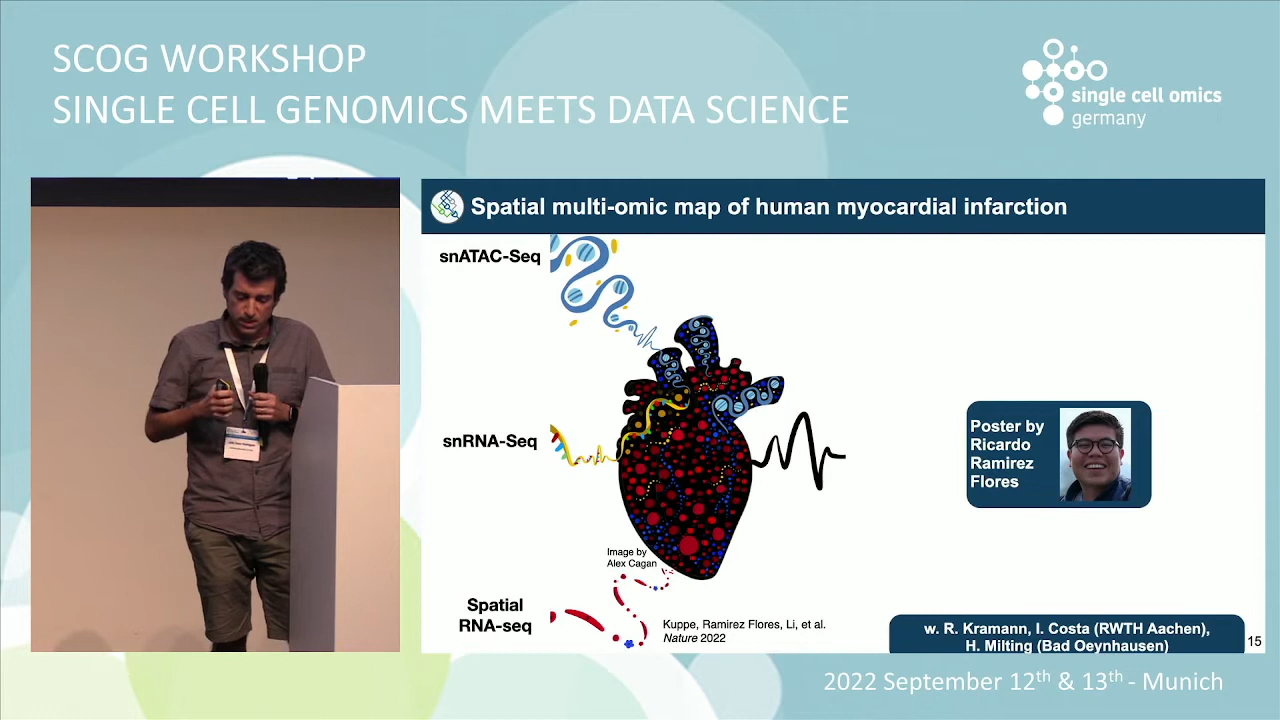 SCOG WORKSHOP
SINGLE CELL GENOMICS MEETS DATA SCIENCE
single cell omics
germany
Spatial multi-omic map of human myocardial infarction
snATAC-Seq
snRNA-Seq
Poster by
Ricardo
Ramirez
Flores
Image by
Alex Cagan
Spatial
RNA-seq
Kuppe, Ramirez Flores, Li, et al.
Nature 2022
w. R. Kramann, I. Costa (RWTH Aachen),
H. Milting (Bad Oeynhausen)
15
2022 September 12th & 13th - Munich